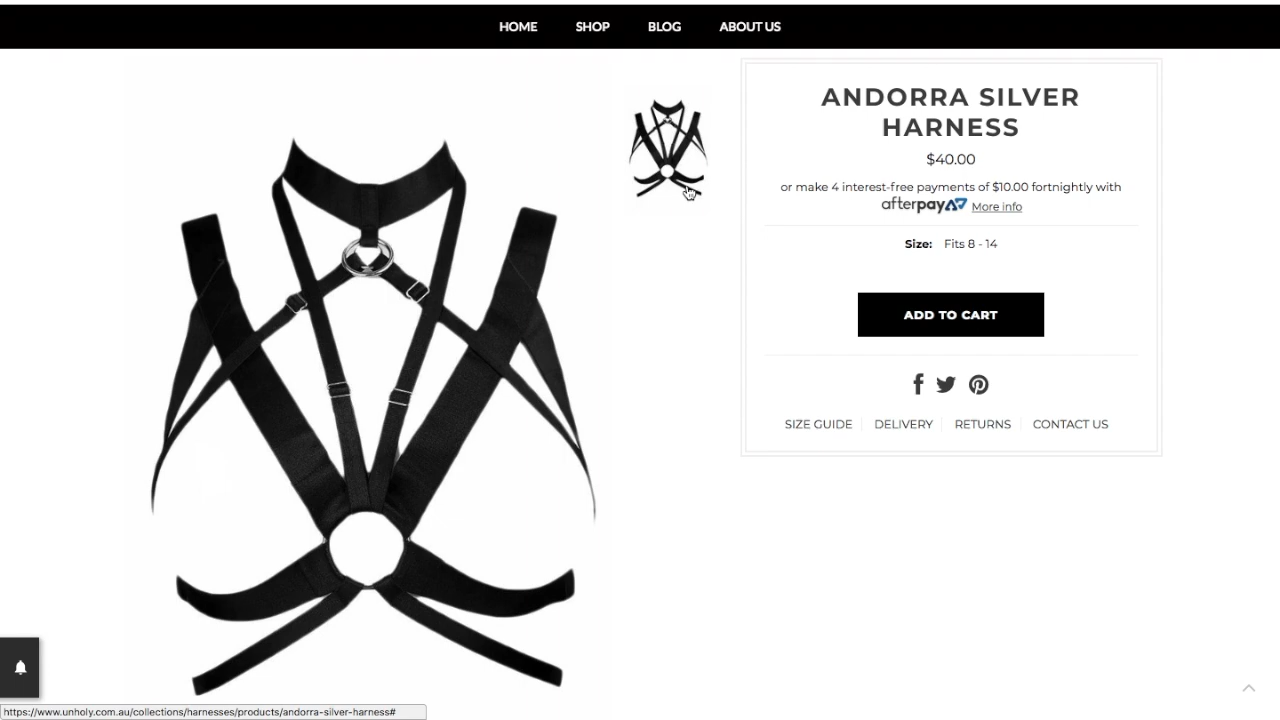 HOME SHOP BLOG ABOUT US
ANDORRA SILVER
HARNESS
$40.00
or make 4 interest-free payments of $10.00 fortnightly with
afterpay More info
Size: Fits 8 - 14
ADD TO CART
SIZE GUIDE DELIVERY RETURNS CONTACT US
https://www.unholy.com.au/collections/harnesses/products/andorra-silver-harness#